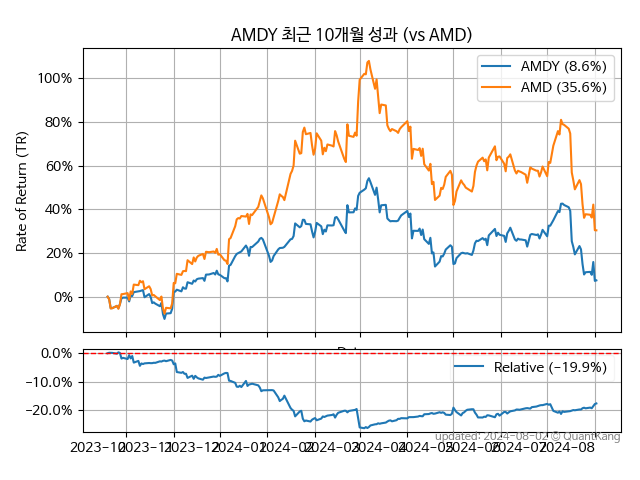 AMDY 최근 10개월 성과 (vs AMD)
AMDY (8.6%)
AMD (35.6%)
Rate of Return (TR)
100%
80%
60%
40%
20%
0%
0.0%
−10.0%
−20.0%
Relative (−19.9%)
updated: 2024-08-02 © QuantKang
2023-10 2023-11 2023-12 2024-01 2024-02 2024-03 2024-04 2024-05 2024-06 2024-07 2024-08